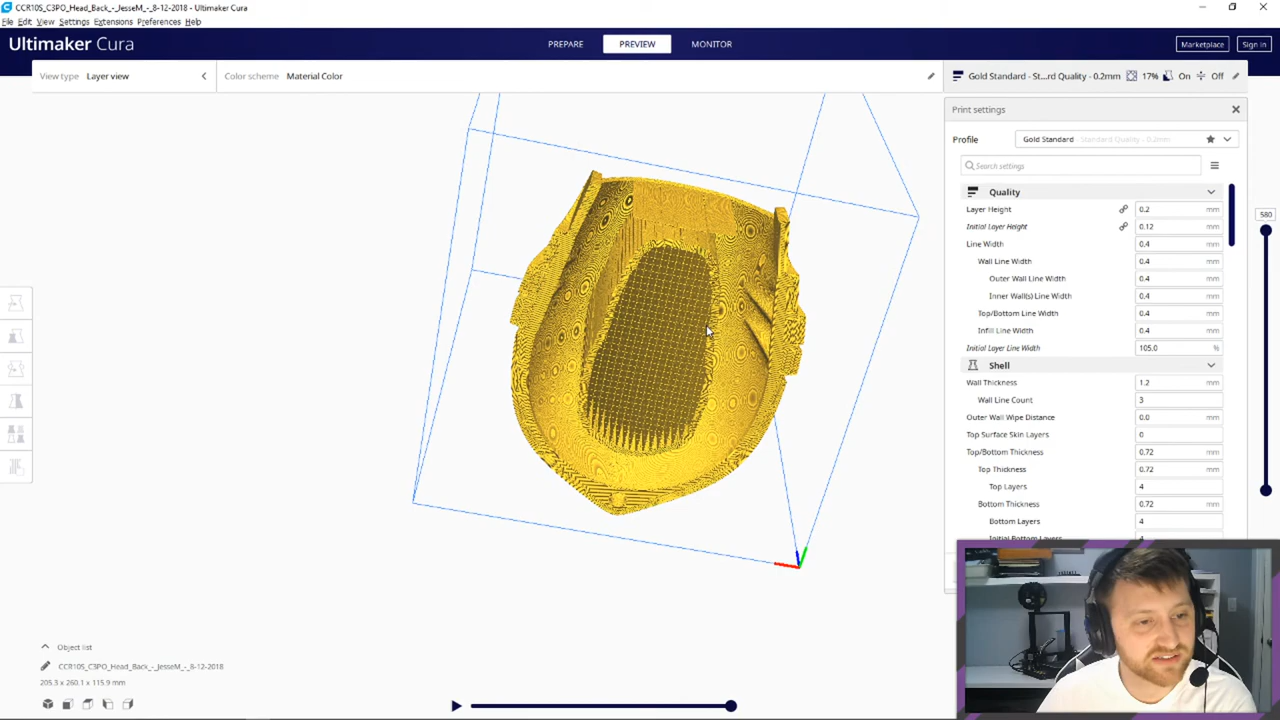 CCR10S_C3PO_Head_Back_-_JesseM_-_8-12-2018 - Ultimaker Cura
File Edit View Settings Extensions Preferences Help
Ultimaker Cura
PREPARE PREVIEW MONITOR
Marketplace Sign in
View type Layer view
Color scheme Material Color
Gold Standard - St...rd Quality - 0.2mm 17% On Off
Print settings
Profile Gold Standard Standard Quality - 0.2mm
Search settings
Quality
Layer Height 0.2 mm
Initial Layer Height 0.12 mm
Line Width 0.4 mm
Wall Line Width 0.4 mm
Outer Wall Line Width 0.4 mm
Inner Wall(s) Line Width 0.4 mm
Top/Bottom Line Width 0.4 mm
Infill Line Width 0.4 mm
Initial Layer Line Width 105.0 %
Shell
Wall Thickness 1.2 mm
Wall Line Count 3
Outer Wall Wipe Distance 0.0 mm
Top Surface Skin Layers 0
Top/Bottom Thickness 0.72 mm
Top Thickness 0.72 mm
Top Layers 4
Bottom Thickness 0.72 mm
Bottom Layers 4
Initial Bottom Layers 4
580
Object list
CCR10S_C3PO_Head_Back_-_JesseM_-_8-12-2018
205.3 x 260.1 x 115.9 mm